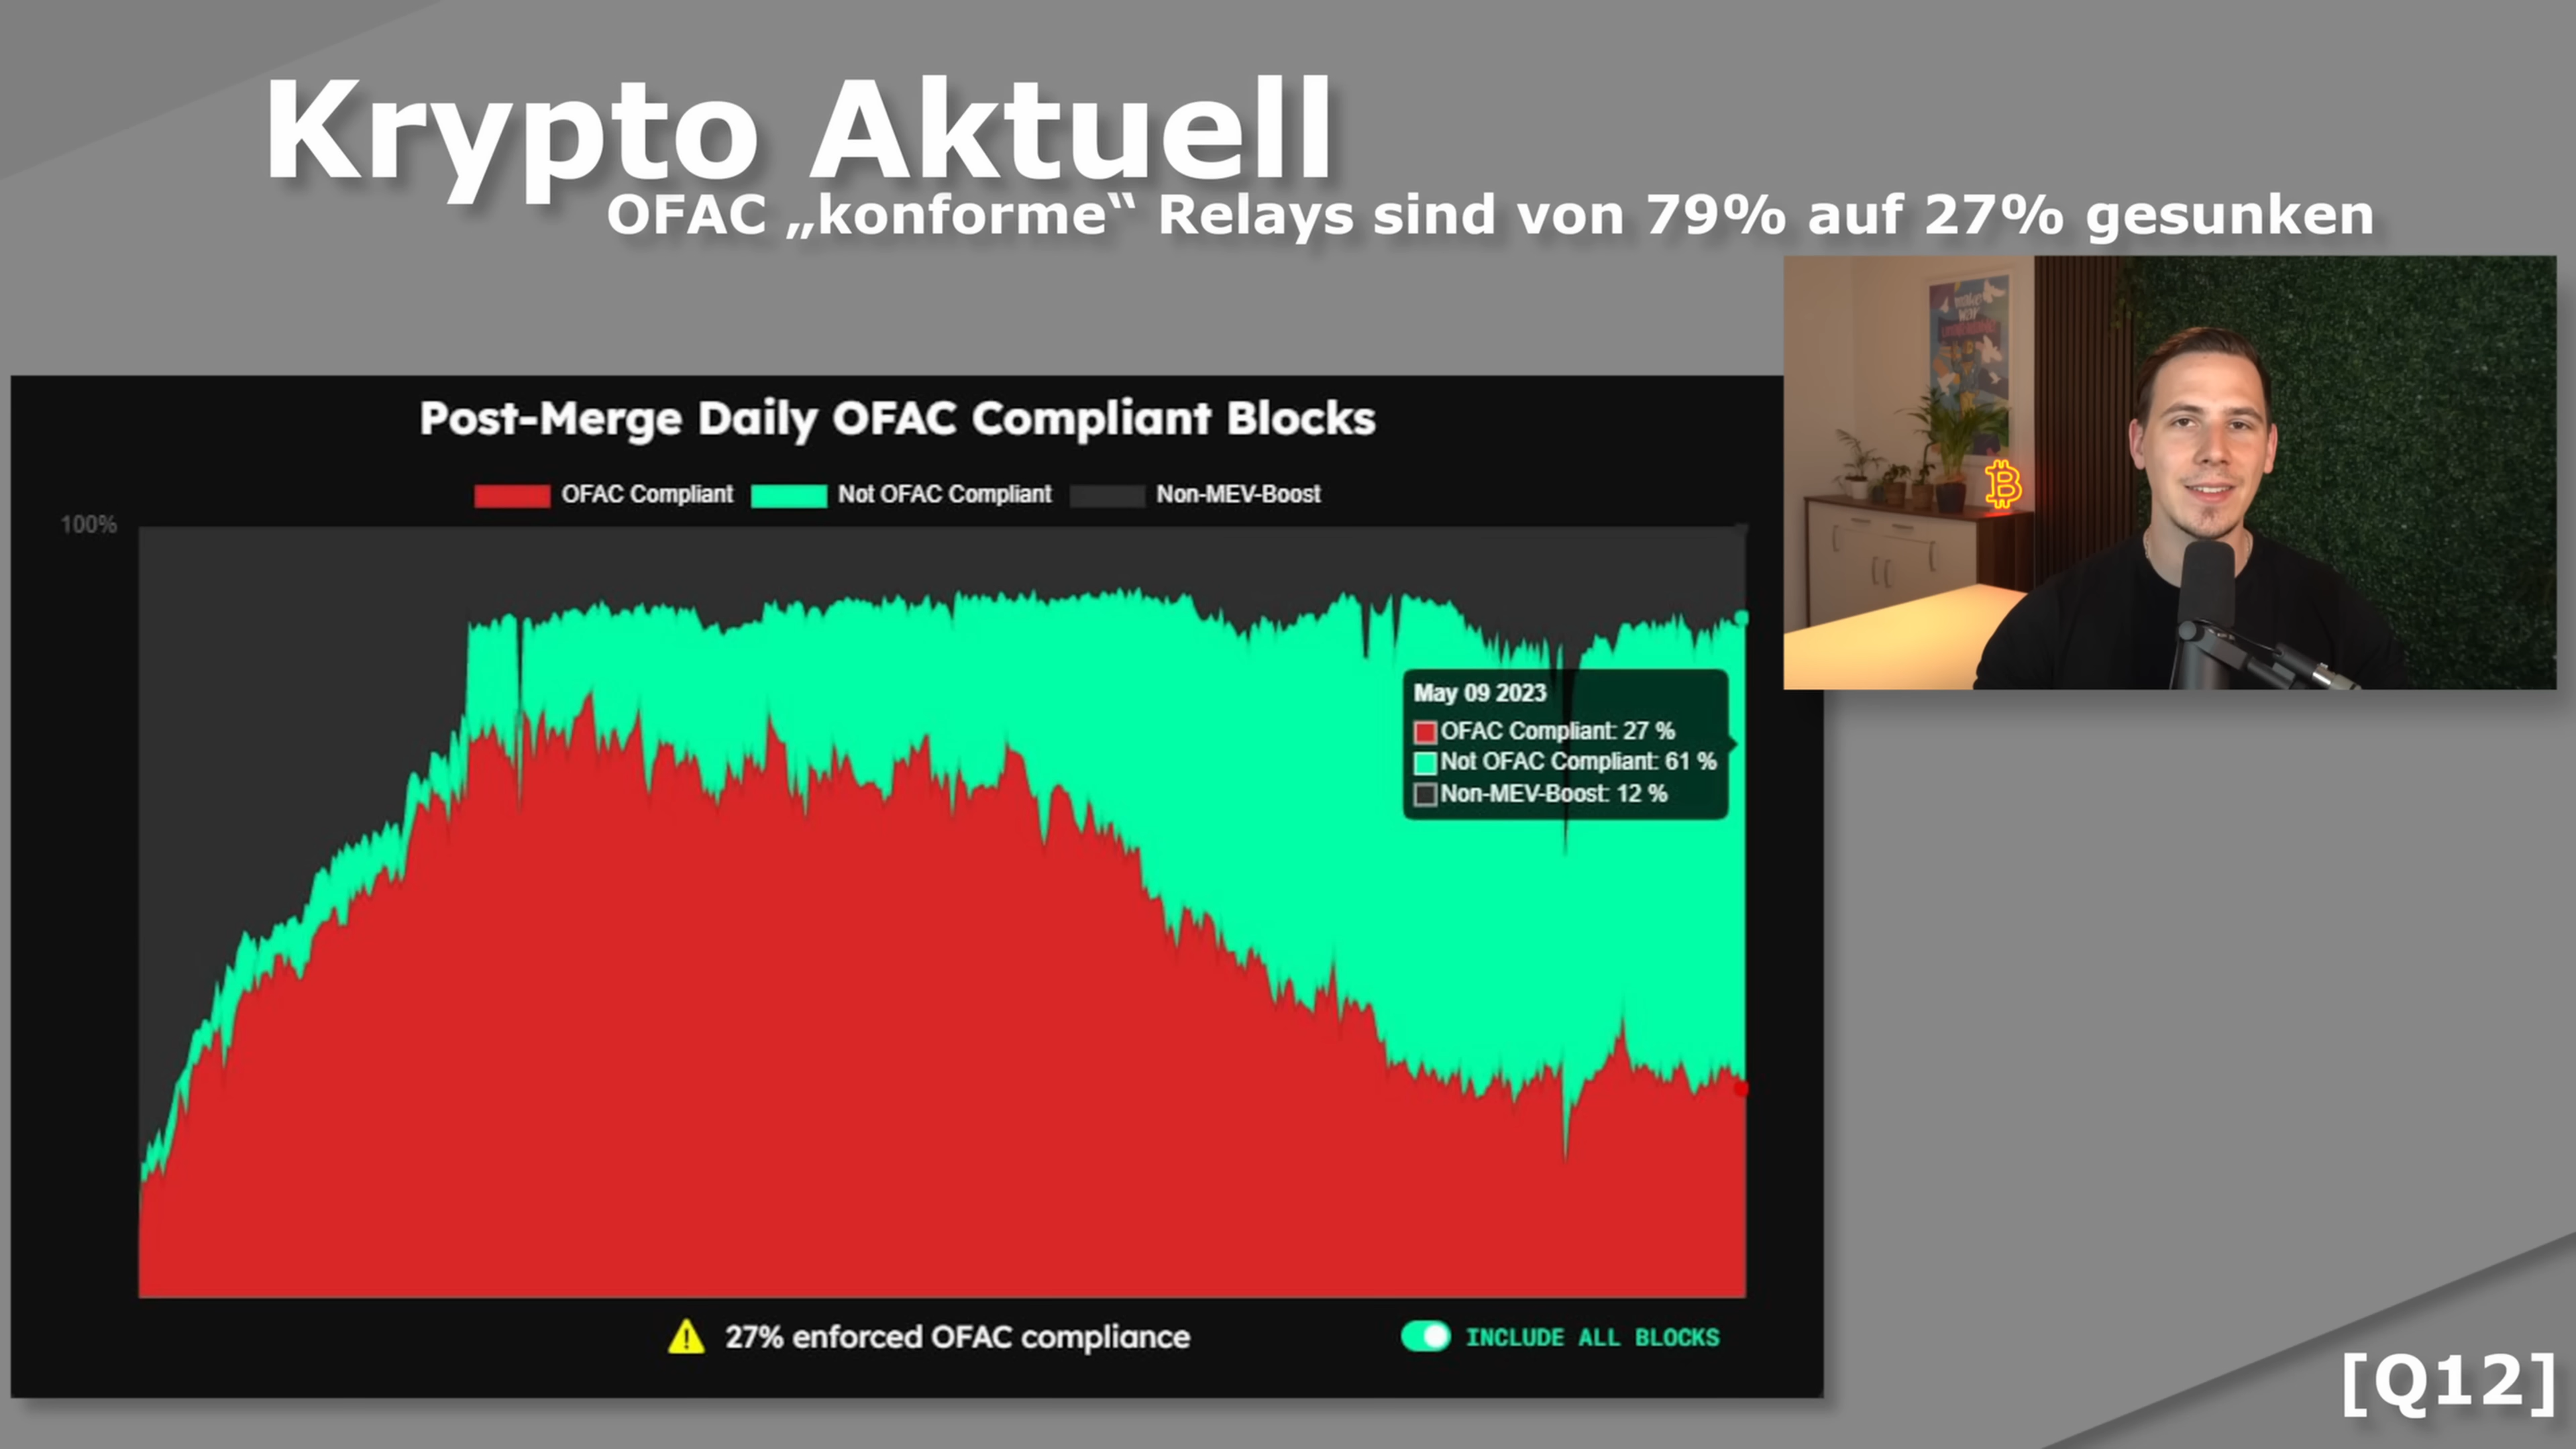 Krypto Aktuell
OFAC „konforme“ Relays sind von 79% auf 27% gesunken
Post-Merge Daily OFAC Compliant Blocks
OFAC Compliant Not OFAC Compliant Non-MEV-Boost
100%
May 09 2023
OFAC Compliant: 27 %
Not OFAC Compliant: 61 %
Non-MEV-Boost: 12 %
27% enforced OFAC compliance
INCLUDE ALL BLOCKS
[Q12]